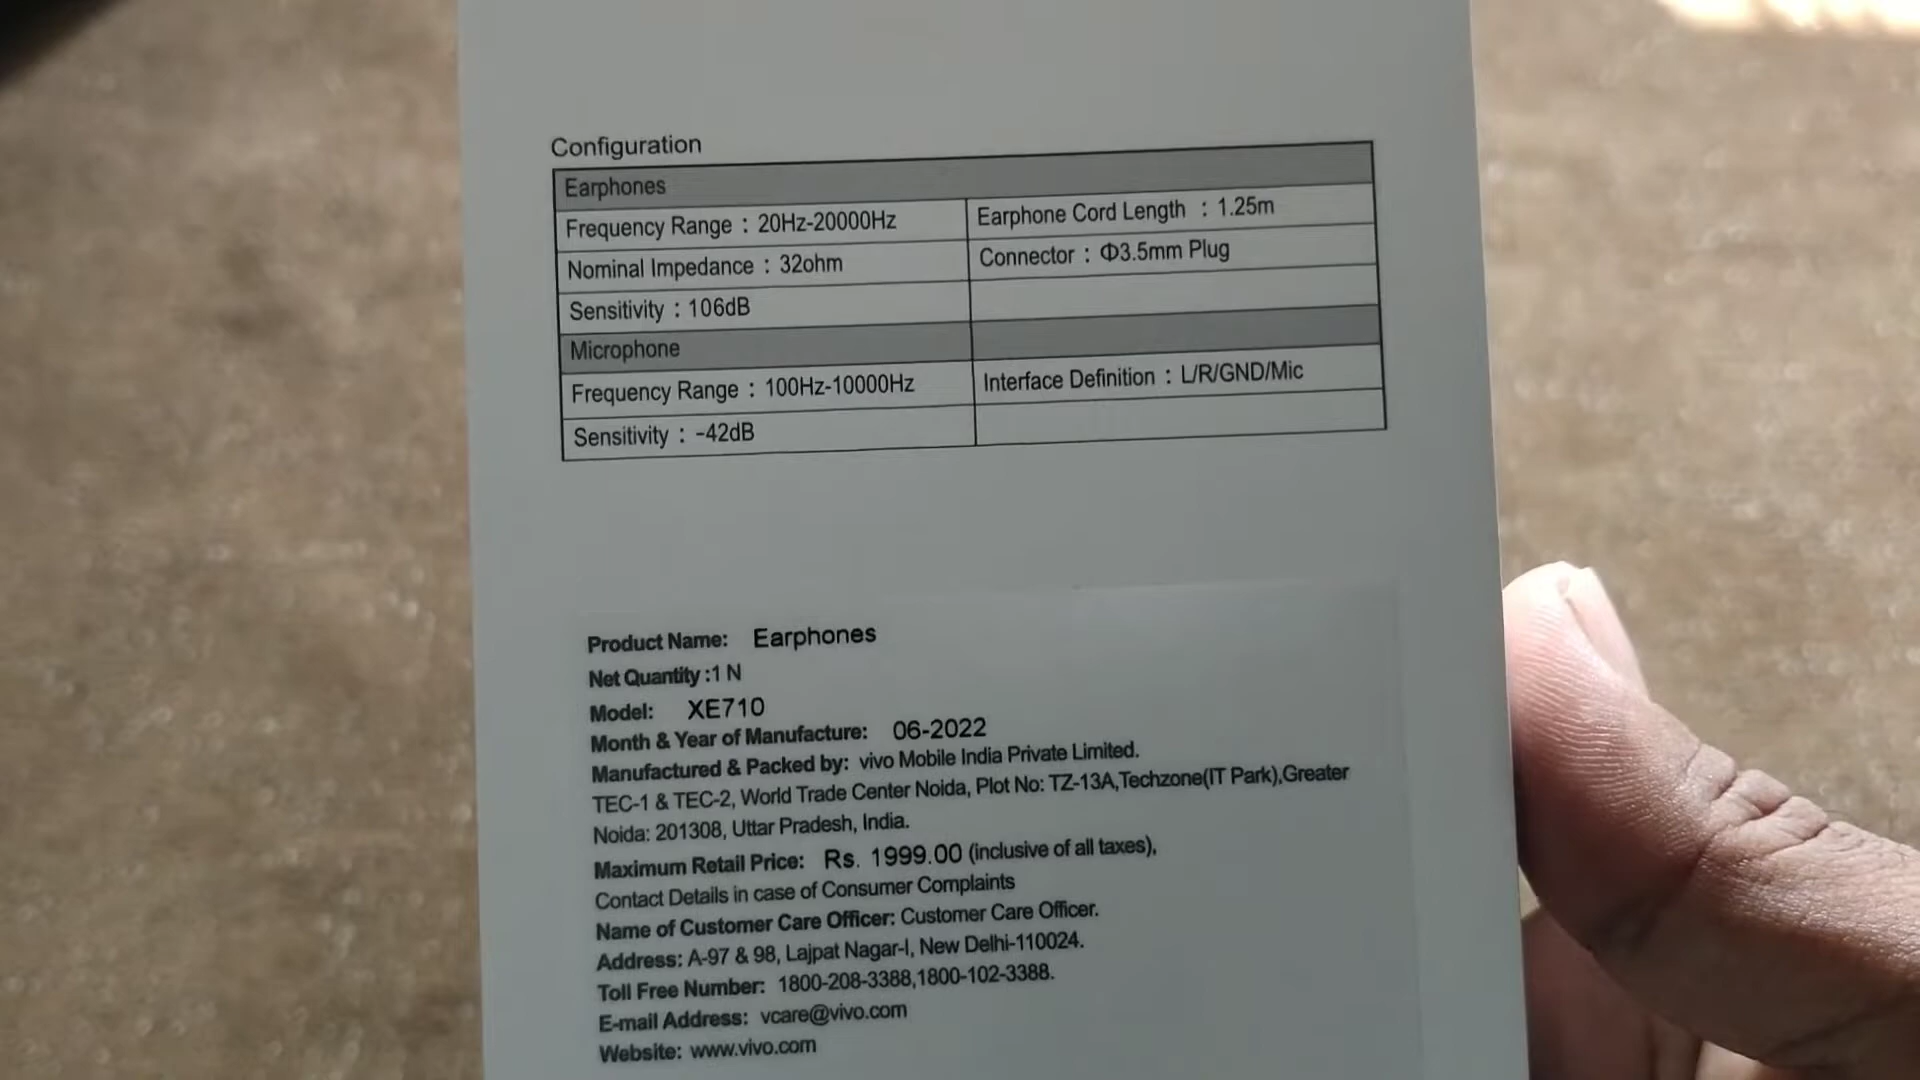 Configuration
Earphones
Frequency Range : 20Hz-20000Hz Earphone Cord Length : 1.25m
Nominal Impedance : 32ohm Connector : Φ3.5mm Plug
Sensitivity : 106dB
Microphone
Frequency Range : 100Hz-10000Hz Interface Definition : L/R/GND/Mic
Sensitivity : -42dB
Product Name: Earphones
Net Quantity :1 N
Model: XE710
Month & Year of Manufacture: 06-2022
Manufactured & Packed by: vivo Mobile India Private Limited.
TEC-1 & TEC-2, World Trade Center Noida, Plot No: TZ-13A,Techzone(IT Park),Greater
Noida: 201308, Uttar Pradesh, India.
Maximum Retail Price: Rs. 1999.00 (inclusive of all taxes),
Contact Details in case of Consumer Complaints
Name of Customer Care Officer: Customer Care Officer.
Address: A-97 & 98, Lajpat Nagar-I, New Delhi-110024.
Toll Free Number: 1800-208-3388,1800-102-3388.
E-mail Address: vcare@vivo.com
Website: www.vivo.com